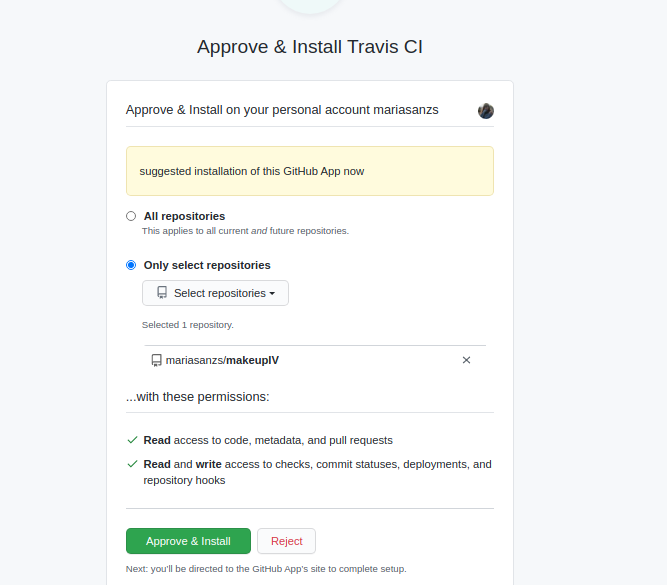 Approve & Install Travis CI
Approve & Install on your personal account mariasanzs
suggested installation of this GitHub App now
All repositories
This applies to all current and future repositories.
Only select repositories
Select repositories
Selected 1 repository.
mariasanzs/makeupIV
...with these permissions:
Read access to code, metadata, and pull requests
Read and write access to checks, commit statuses, deployments, and
repository hooks
Approve & Install
Reject
Next: you'll be directed to the GitHub App's site to complete setup.